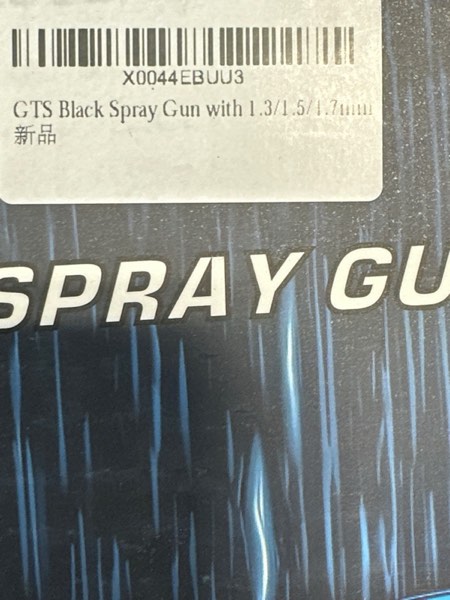 X0044EBUU3
GTS Black Spray Gun with 1.3/1.5/1.7mm
新品
SPRAY GU